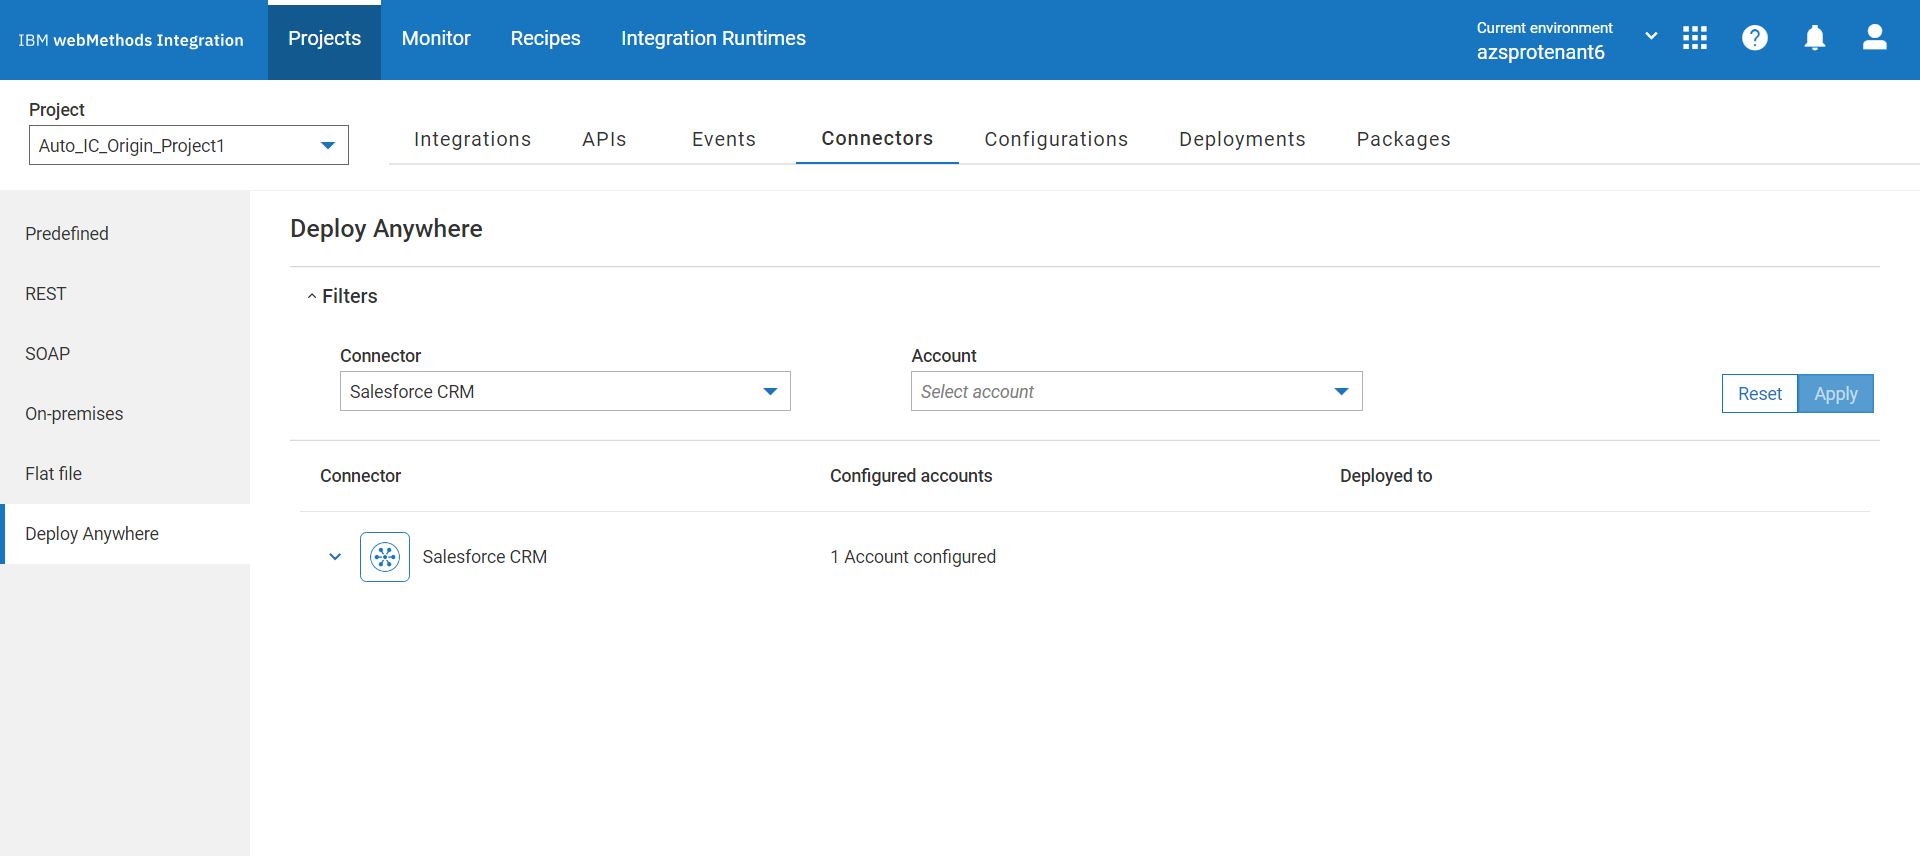 IBM webMethods Integration
Projects
Monitor
Recipes
Integration Runtimes
Current environment
azsprotenant6
Project
Auto_IC_Origin_Project1
Integrations
APIs
Events
Connectors
Configurations
Deployments
Packages
Predefined
REST
SOAP
On-premises
Flat file
Deploy Anywhere
Deploy Anywhere
Filters
Connector
Salesforce CRM
Account
Select account
Reset
Apply
Connector
Configured accounts
Deployed to
Salesforce CRM
1 Account configured